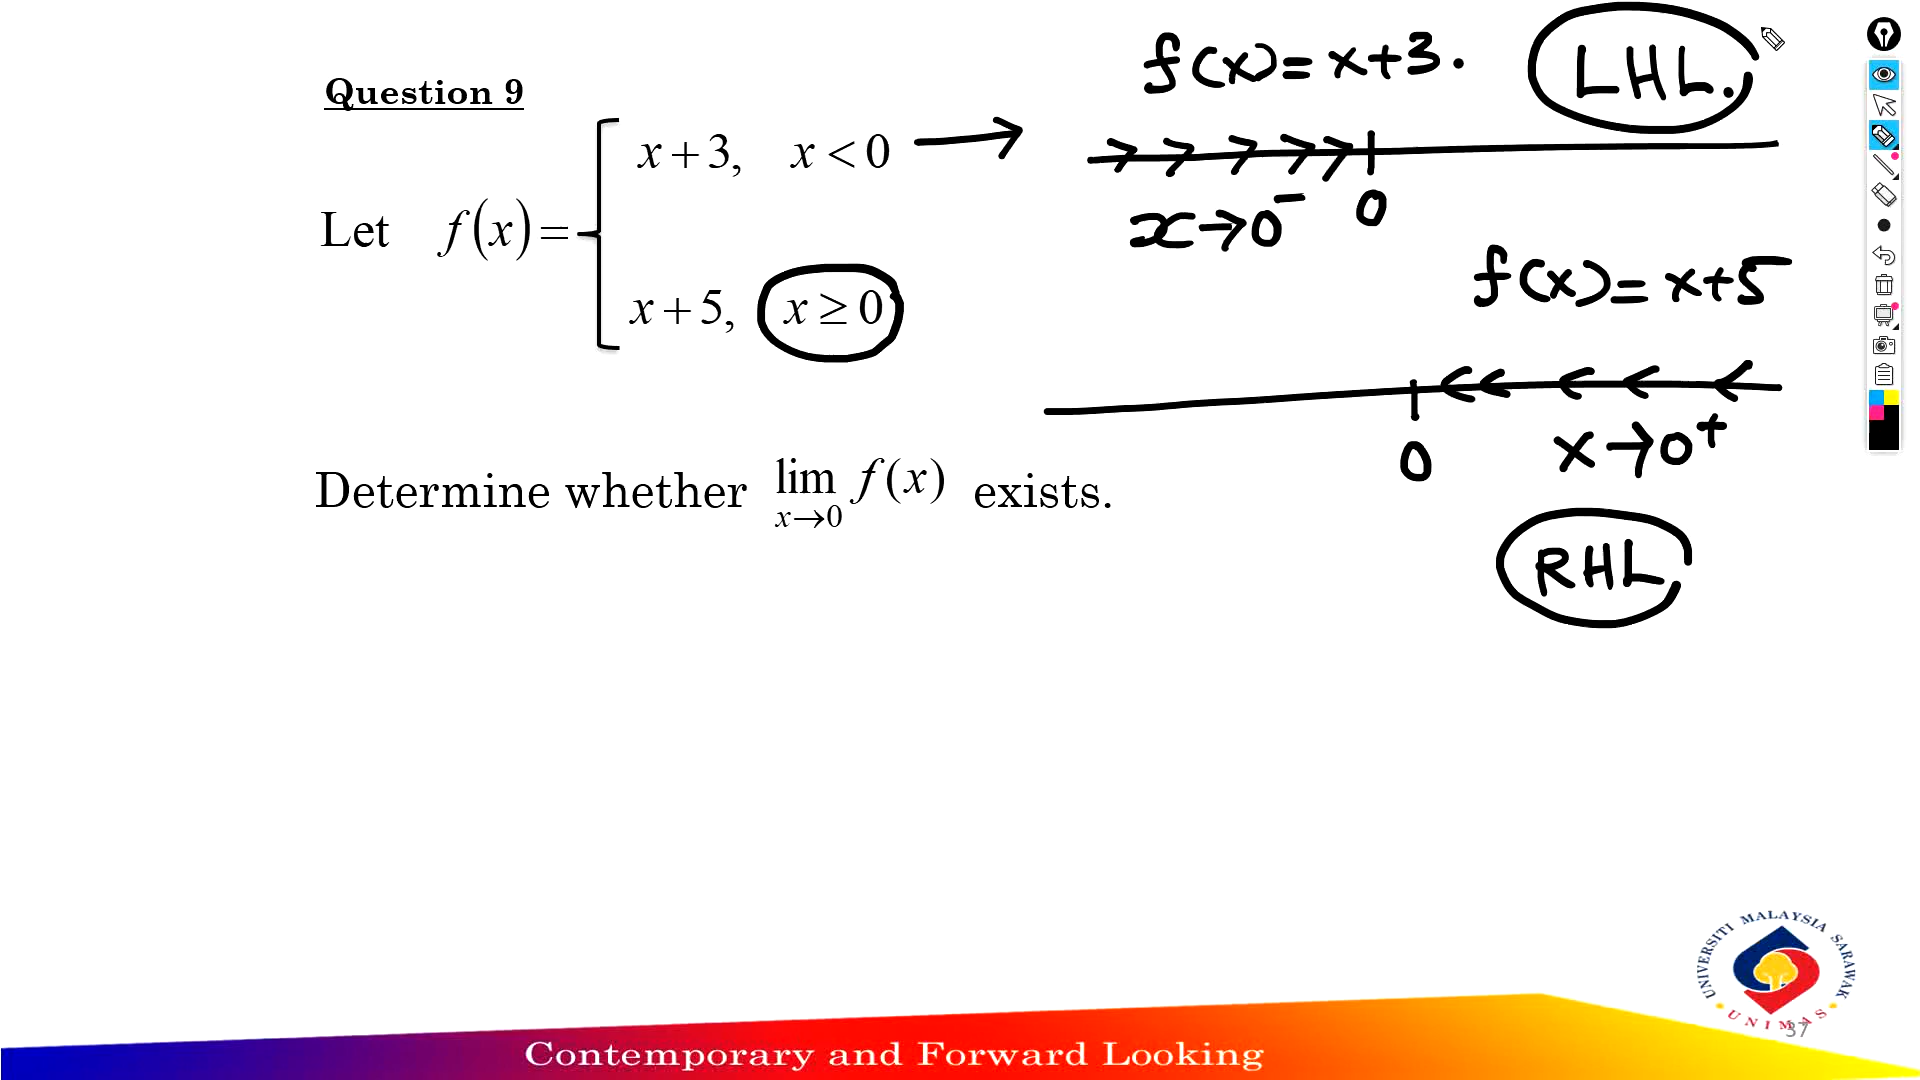 Question 9
Let f(x) =
x + 3, x < 0
x + 5, x ≥ 0
Determine whether lim x→0 f(x) exists.
f(x) = x+3.
LHL.
0
x→0⁻
f(x) = x+5
0
x→0⁺
RHL
UNIVERSITI MALAYSIA SARAWAK
UNIMAS
37
Contemporary and Forward Looking